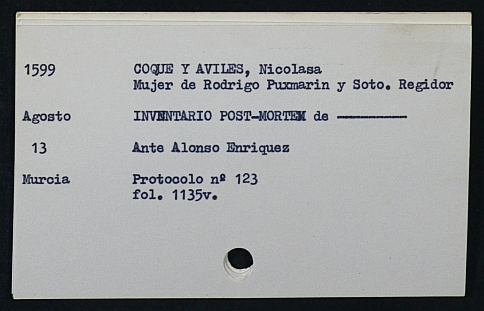 1599 COQUE Y AVILES, Nicolasa
Mujer de Rodrigo Puxmarin y Soto. Regidor
Agosto INVENTARIO POST-MORTEM de ————
13 Ante Alonso Enriquez
Murcia Protocolo nº 123
fol. 1135v.